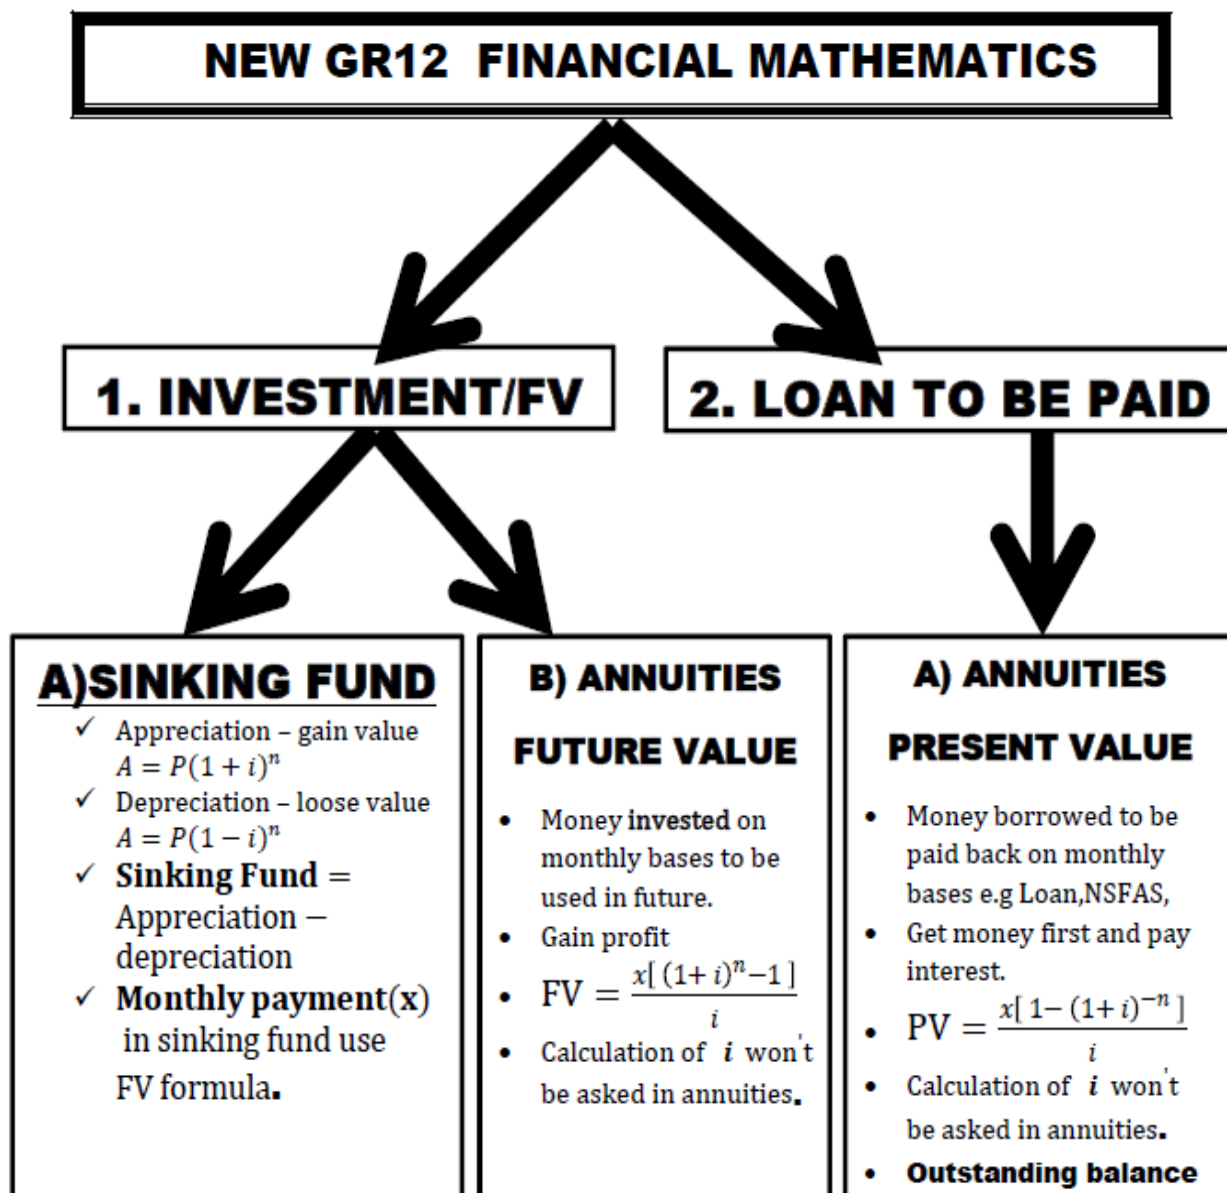 NEW GR12 FINANCIAL MATHEMATICS
1. INVESTMENT/FV
2. LOAN TO BE PAID
A)SINKING FUND
✓ Appreciation – gain value
A = P(1 + i)^n
✓ Depreciation – loose value
A = P(1 − i)^n
✓ Sinking Fund =
Appreciation −
depreciation
✓ Monthly payment(x)
in sinking fund use
FV formula.
B) ANNUITIES
FUTURE VALUE
• Money invested on
monthly bases to be
used in future.
• Gain profit
• FV = x[ (1+ i)^n −1 ] / i
• Calculation of i won't
be asked in annuities.
A) ANNUITIES
PRESENT VALUE
• Money borrowed to be
paid back on monthly
bases e.g Loan,NSFAS,
• Get money first and pay
interest.
• PV = x[ 1− (1+ i)^−n ] / i
• Calculation of i won't
be asked in annuities.
• Outstanding balance